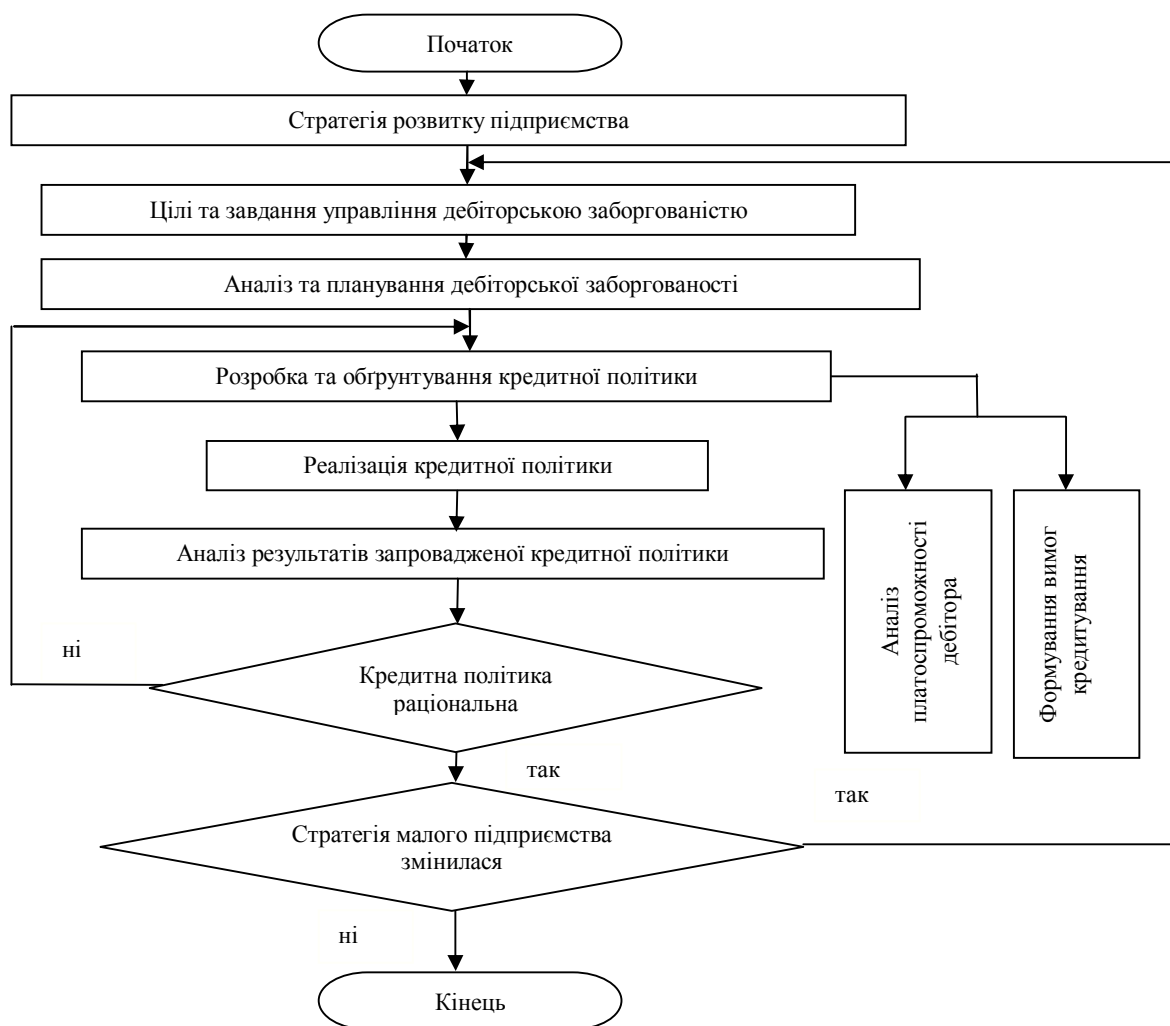 Початок
Стратегія розвитку підприємства
Цілі та завдання управління дебіторською заборгованістю
Аналіз та планування дебіторської заборгованості
Розробка та обґрунтування кредитної політики
Реалізація кредитної політики
Аналіз результатів запровадженої кредитної політики
Аналіз
платоспроможності
дебітора
Формування вимог
кредитування
ні
Кредитна політика
раціональна
так
так
Стратегія малого підприємства
змінилася
ні
Кінець